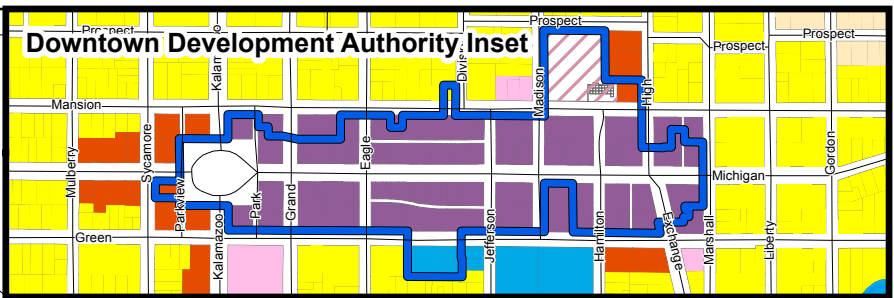 Prospect
Prospect
Prospect
Prospect
Downtown Development Authority Inset
Kalamazoo
Division
Madison
High
Mansion
Mulberry
Sycamore
Parkview
Park
Grand
Eagle
Michigan
Gordon
Green
Kalamazoo
Jefferson
Hamilton
Exchange
Marshall
Liberty